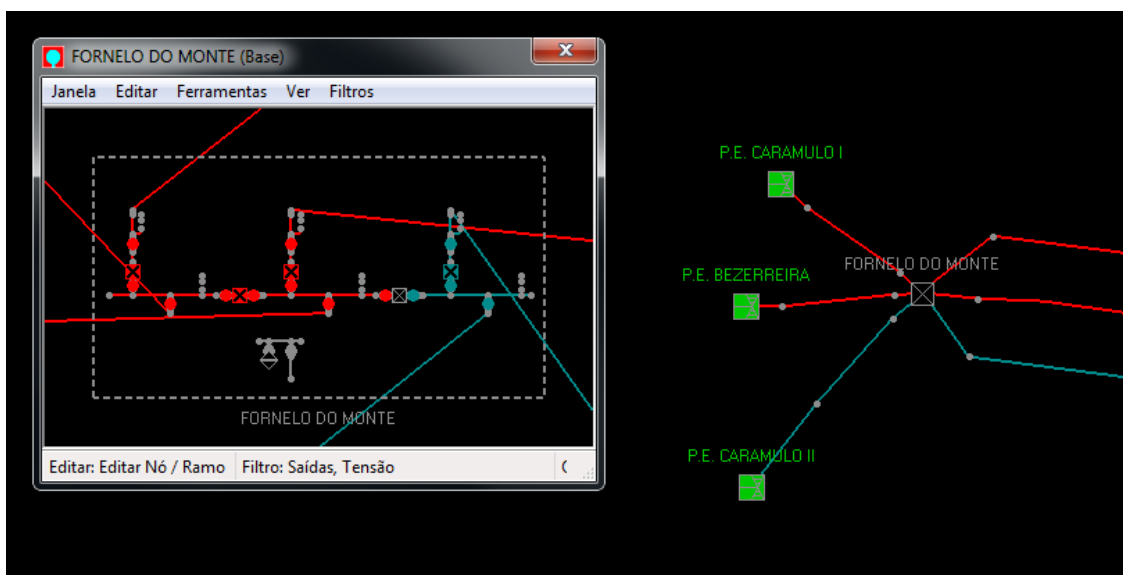 FORNELO DO MONTE (Base)
Janela Editar Ferramentas Ver Filtros
FORNELO DO MONTE
Editar: Editar Nó / Ramo Filtro: Saídas, Tensão
P.E. CARAMULO I
FORNELO DO MONTE
P.E. BEZERREIRA
P.E. CARAMULO II